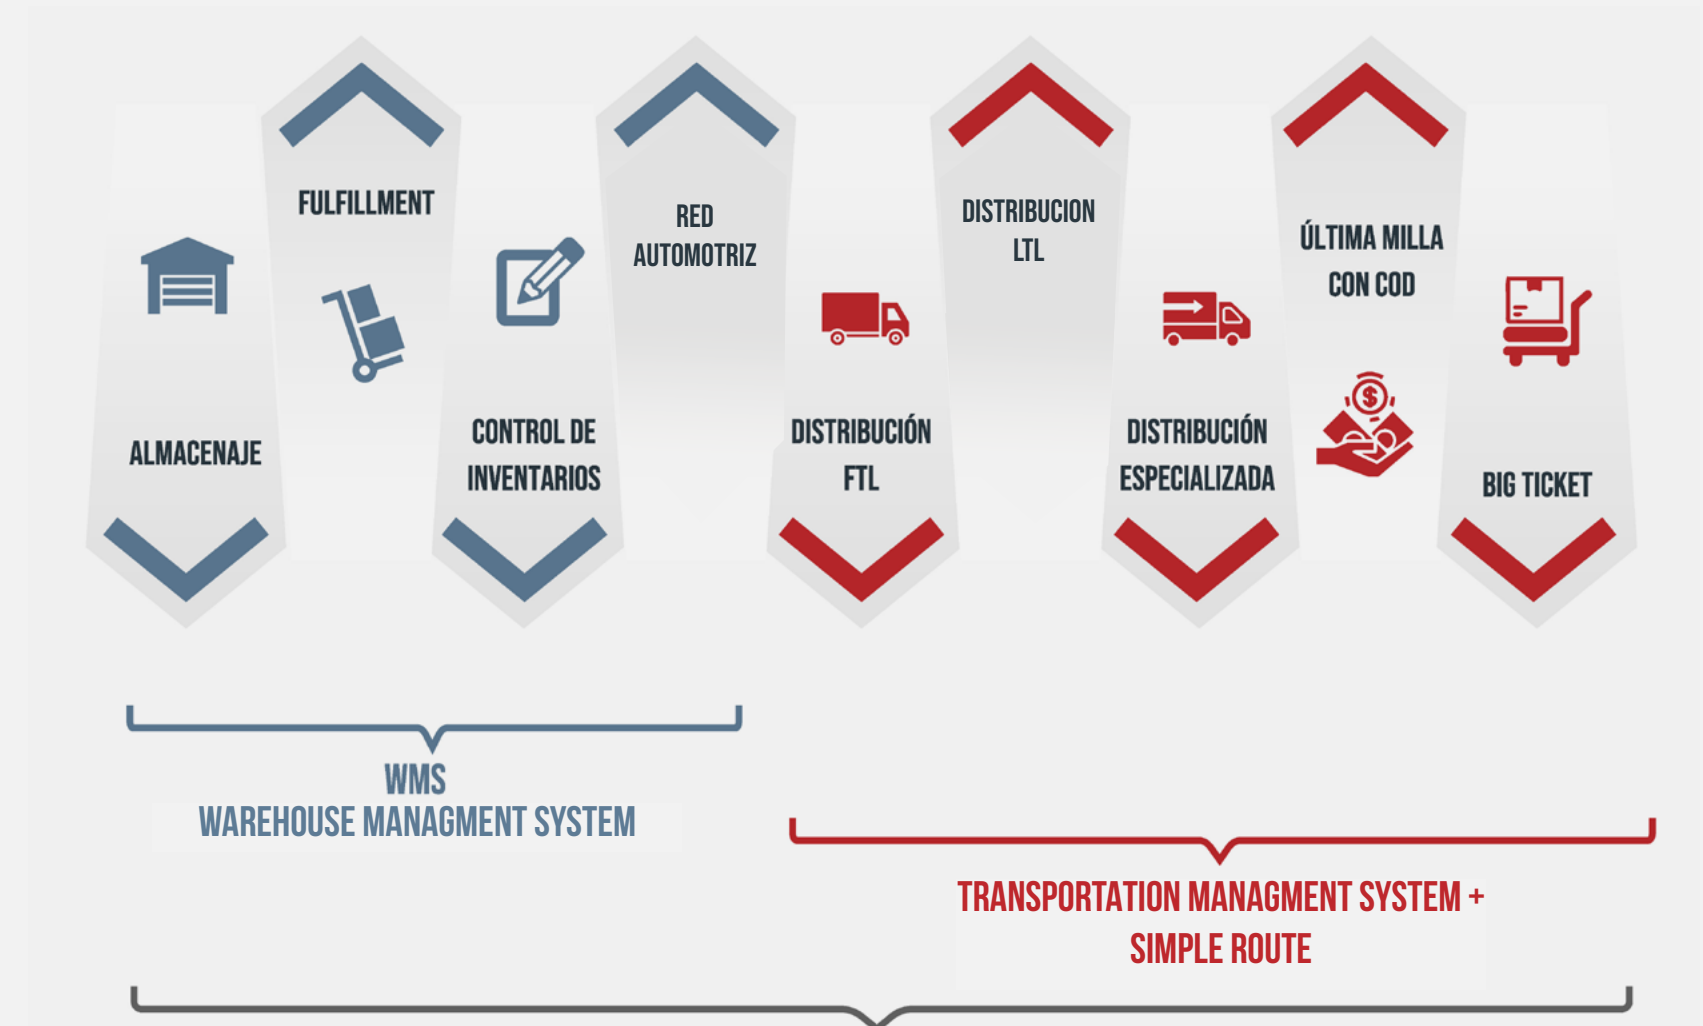 ALMACENAJE
FULFILLMENT
CONTROL DE
INVENTARIOS
RED
AUTOMOTRIZ
DISTRIBUCIÓN
FTL
DISTRIBUCION
LTL
DISTRIBUCIÓN
ESPECIALIZADA
ÚLTIMA MILLA
CON COD
$
BIG TICKET
WMS
WAREHOUSE MANAGMENT SYSTEM
TRANSPORTATION MANAGMENT SYSTEM +
SIMPLE ROUTE